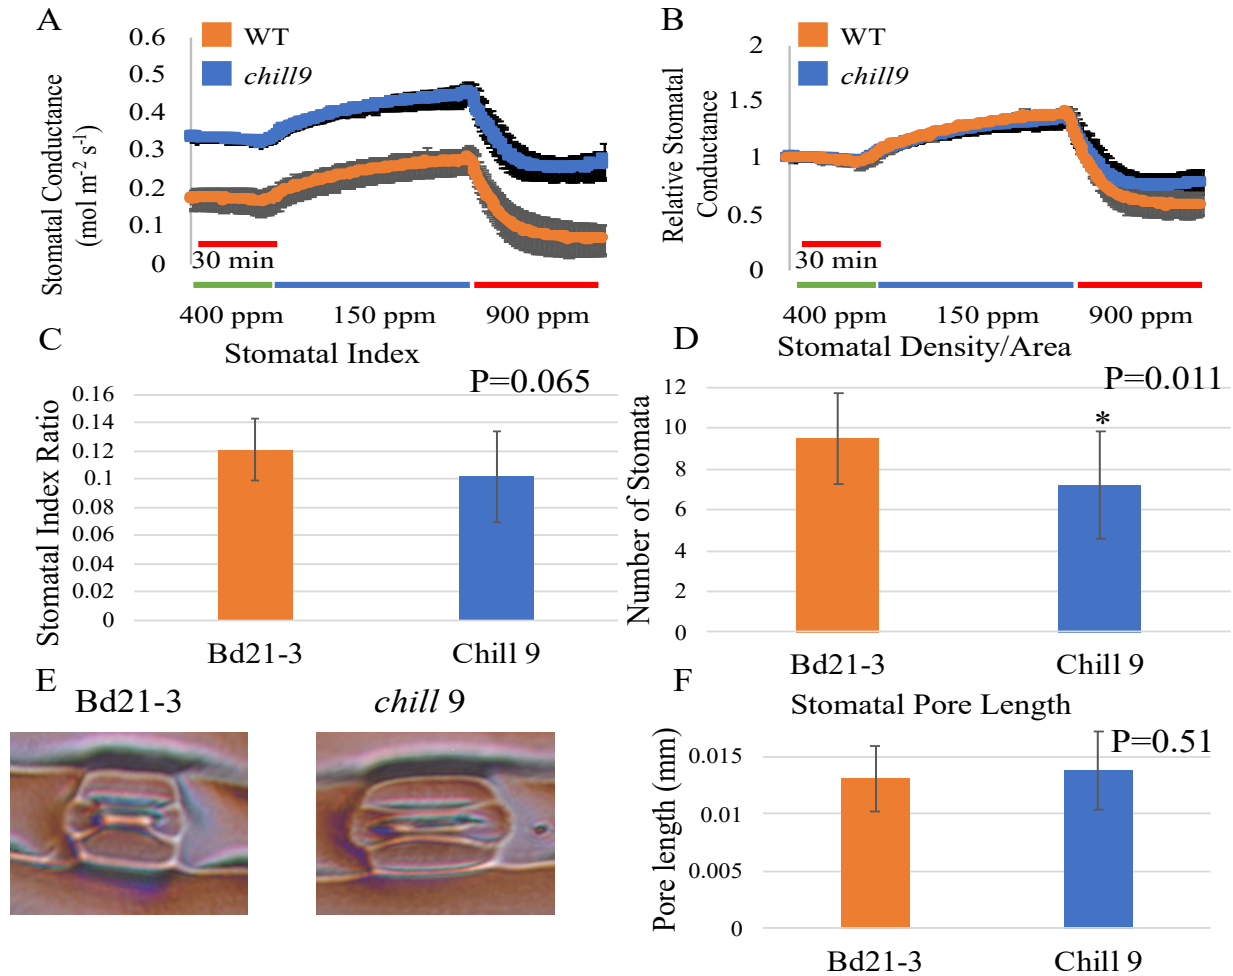 A
WT
chill9
Stomatal Conductance
(mol m-2 s-1)
0.6
0.5
0.4
0.3
0.2
0.1
0
30 min
400 ppm
150 ppm
900 ppm
B
WT
chill9
Relative Stomatal
Conductance
2
1.5
1
0.5
0
30 min
400 ppm
150 ppm
900 ppm
C
Stomatal Index
P=0.065
Stomatal Index Ratio
0.16
0.14
0.12
0.1
0.08
0.06
0.04
0.02
0
Bd21-3
Chill 9
D
Stomatal Density/Area
P=0.011
*
Number of Stomata
12
10
8
6
4
2
0
Bd21-3
Chill 9
E
Bd21-3
chill 9
F
Stomatal Pore Length
P=0.51
Pore length (mm)
0.015
0.01
0.005
0
Bd21-3
Chill 9